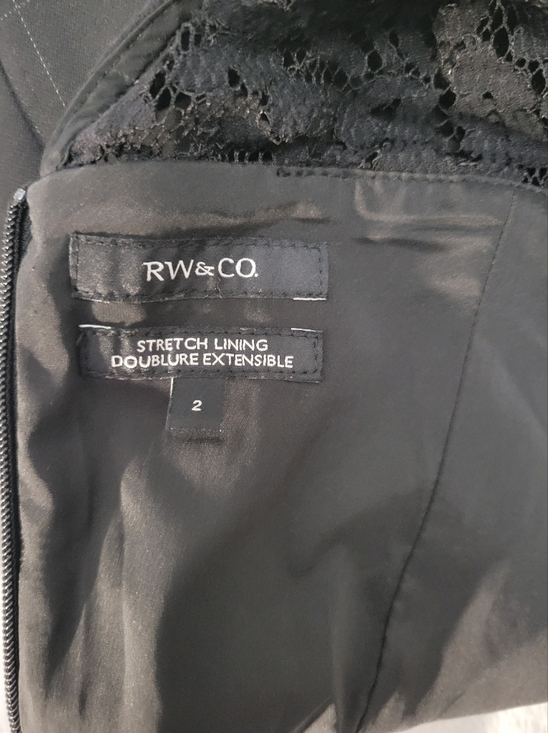 RW&CO.
STRETCH LINING
DOUBLURE EXTENSIBLE
2